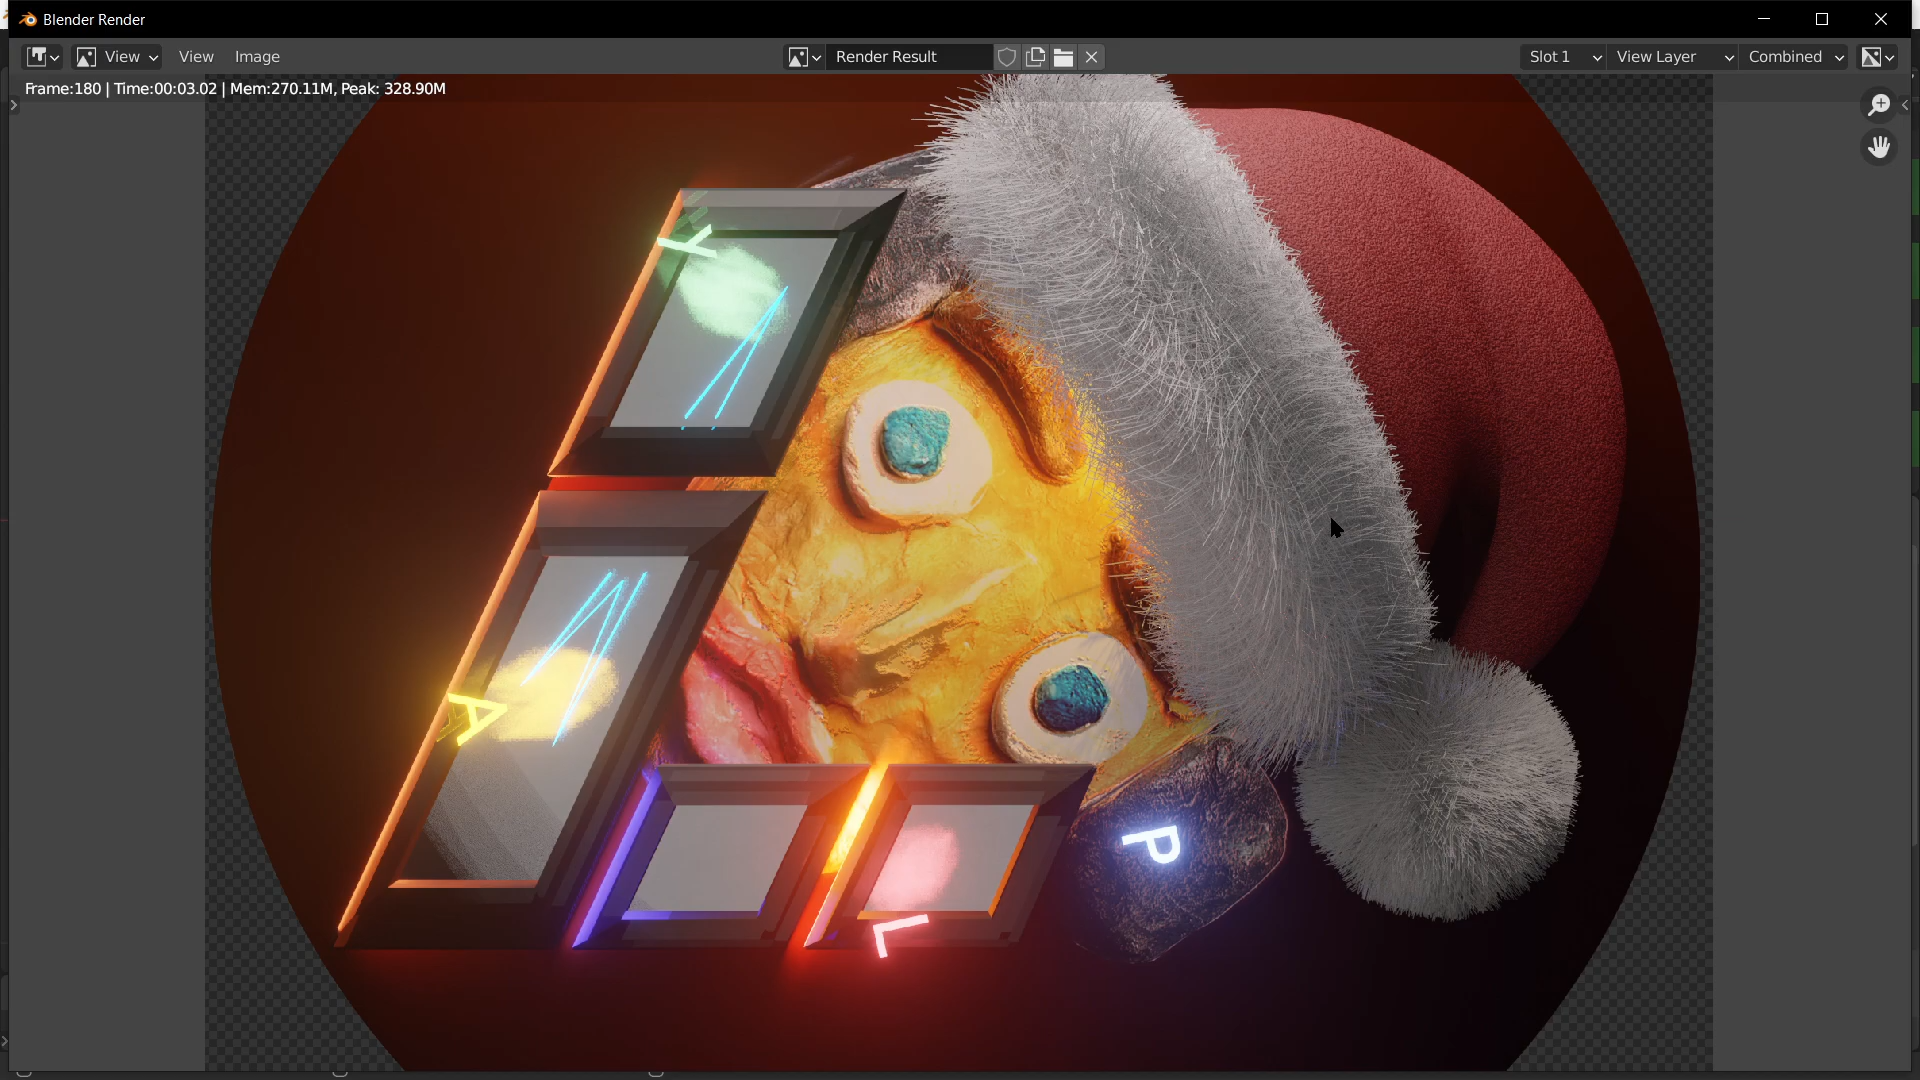 Blender Render
View View Image Render Result Slot 1 View Layer Combined
Frame:180 | Time:00:03.02 | Mem:270.11M, Peak: 328.90M
Y
A
P
L